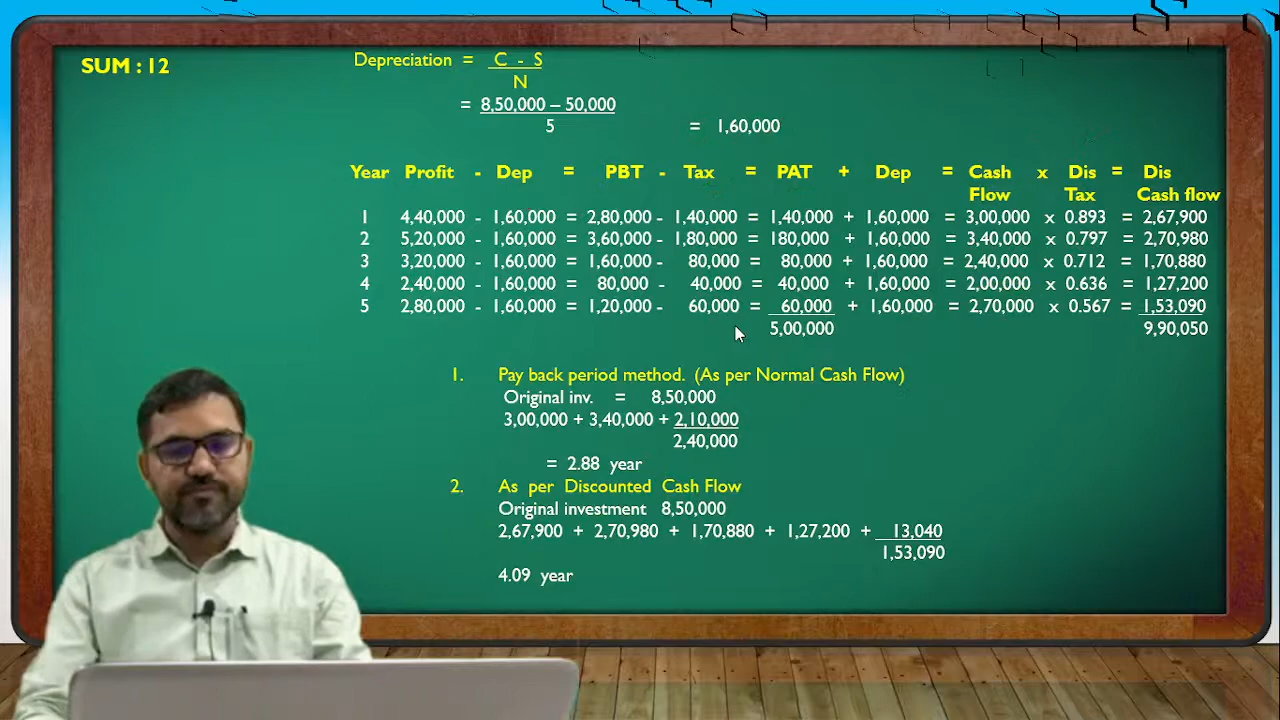 SUM : 12
Depreciation = C - S
N
= 8,50,000 – 50,000
5 = 1,60,000
Year Profit - Dep = PBT - Tax = PAT + Dep = Cash x Dis = Dis
Flow Tax Cash flow
1 4,40,000 - 1,60,000 = 2,80,000 - 1,40,000 = 1,40,000 + 1,60,000 = 3,00,000 x 0.893 = 2,67,900
2 5,20,000 - 1,60,000 = 3,60,000 - 1,80,000 = 180,000 + 1,60,000 = 3,40,000 x 0.797 = 2,70,980
3 3,20,000 - 1,60,000 = 1,60,000 - 80,000 = 80,000 + 1,60,000 = 2,40,000 x 0.712 = 1,70,880
4 2,40,000 - 1,60,000 = 80,000 - 40,000 = 40,000 + 1,60,000 = 2,00,000 x 0.636 = 1,27,200
5 2,80,000 - 1,60,000 = 1,20,000 - 60,000 = 60,000 + 1,60,000 = 2,70,000 x 0.567 = 1,53,090
5,00,000 9,90,050
1. Pay back period method. (As per Normal Cash Flow)
Original inv. = 8,50,000
3,00,000 + 3,40,000 + 2,10,000
2,40,000
= 2.88 year
2. As per Discounted Cash Flow
Original investment 8,50,000
2,67,900 + 2,70,980 + 1,70,880 + 1,27,200 + 13,040
1,53,090
4.09 year